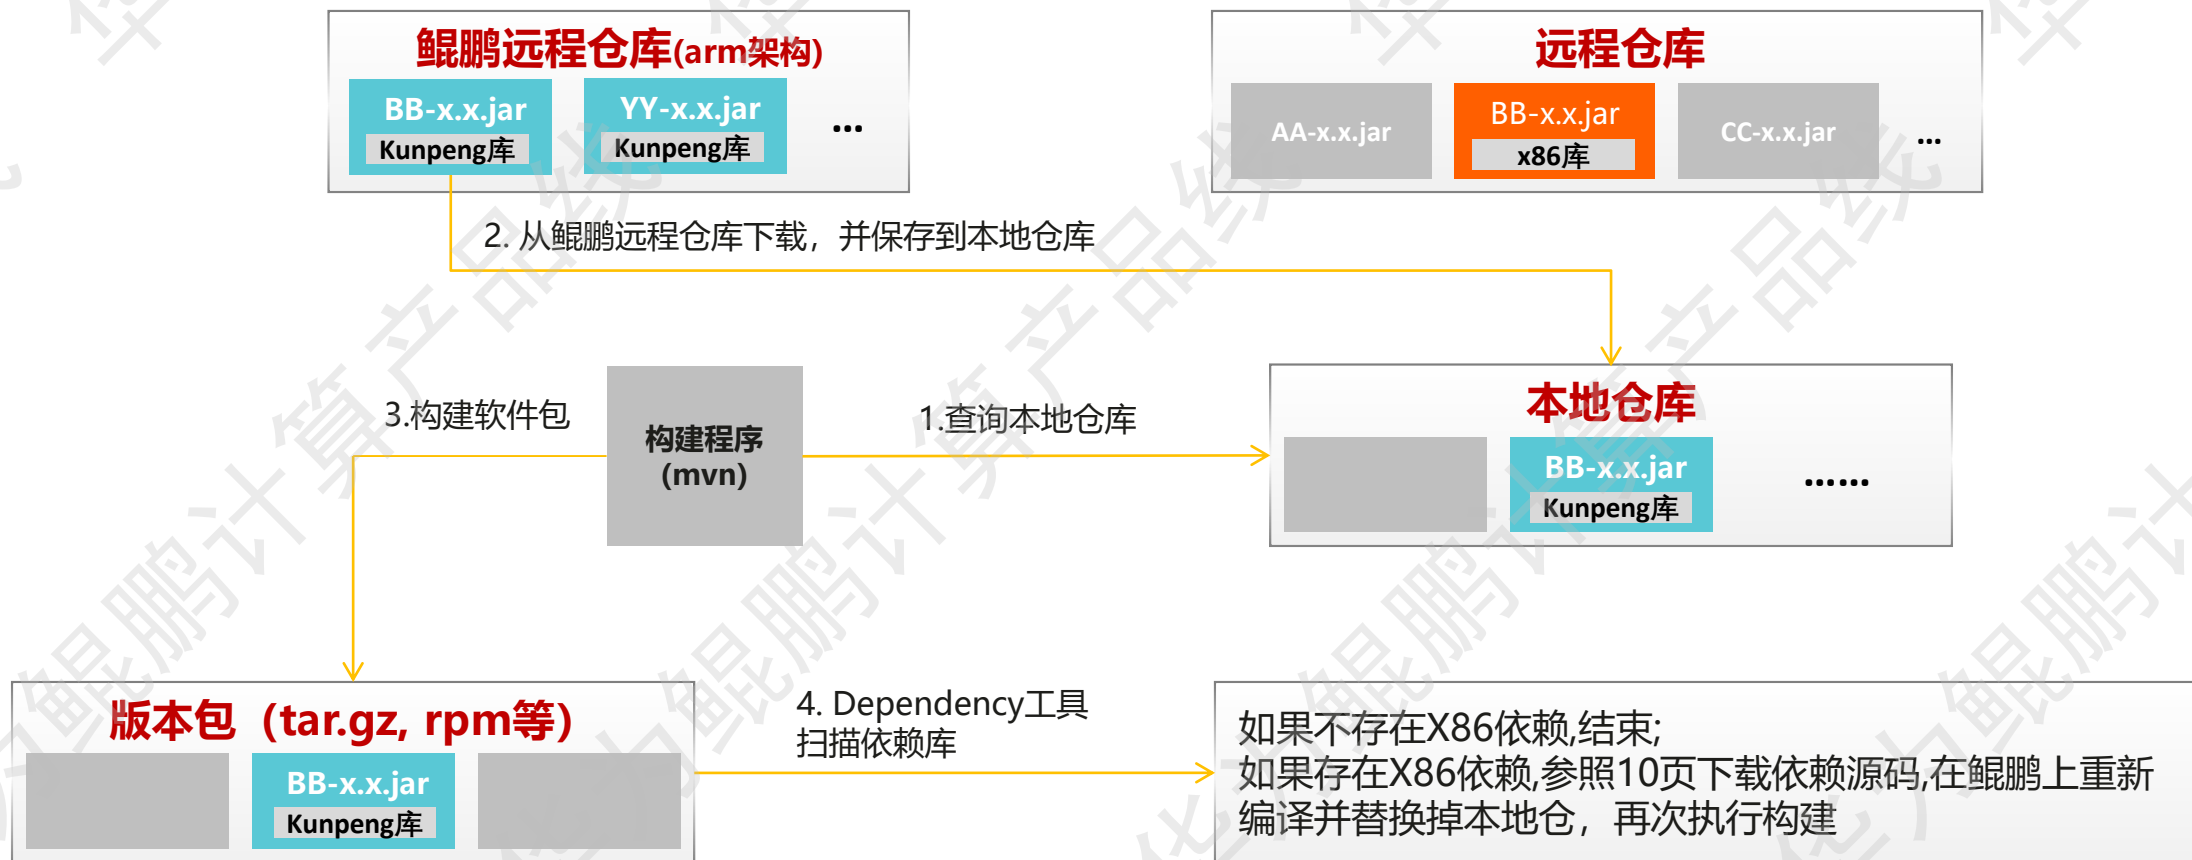 鲲鹏远程仓库(arm架构)
BB-x.x.jar
Kunpeng库
YY-x.x.jar
Kunpeng库
...
远程仓库
AA-x.x.jar
BB-x.x.jar
x86库
CC-x.x.jar
...
2. 从鲲鹏远程仓库下载，并保存到本地仓库
3.构建软件包
构建程序
(mvn)
1.查询本地仓库
本地仓库
BB-x.x.jar
Kunpeng库
……
版本包（tar.gz, rpm等）
BB-x.x.jar
Kunpeng库
4. Dependency工具
扫描依赖库
如果不存在X86依赖,结束;
如果存在X86依赖,参照10页下载依赖源码,在鲲鹏上重新
编译并替换掉本地仓，再次执行构建
华为鲲鹏计算产品线